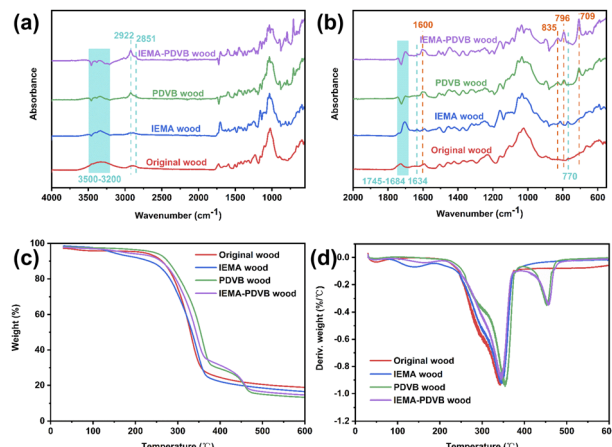 (a)
2922
2851
IEMA-PDVB wood
PDVB wood
IEMA wood
Original wood
3500-3200
Absorbance
4000 3500 3000 2500 2000 1500 1000
Wavenumber (cm-1)
(b)
1600
835
796
709
IEMA-PDVB wood
PDVB wood
IEMA wood
Original wood
1745-1684
1634
770
Absorbance
2000 1800 1600 1400 1200 1000 800 600
Wavenumber (cm-1)
(c)
Original wood
IEMA wood
PDVB wood
IEMA-PDVB wood
Weight (%)
100
80
60
40
20
0
0 100 200 300 400 500 600
Temperature (℃)
(d)
Original wood
IEMA wood
PDVB wood
IEMA-PDVB wood
Deriv. weight (%/℃)
-0.0
-0.2
-0.4
-0.6
-0.8
-1.0
-1.2
0 100 200 300 400 500 600
Temperature (℃)